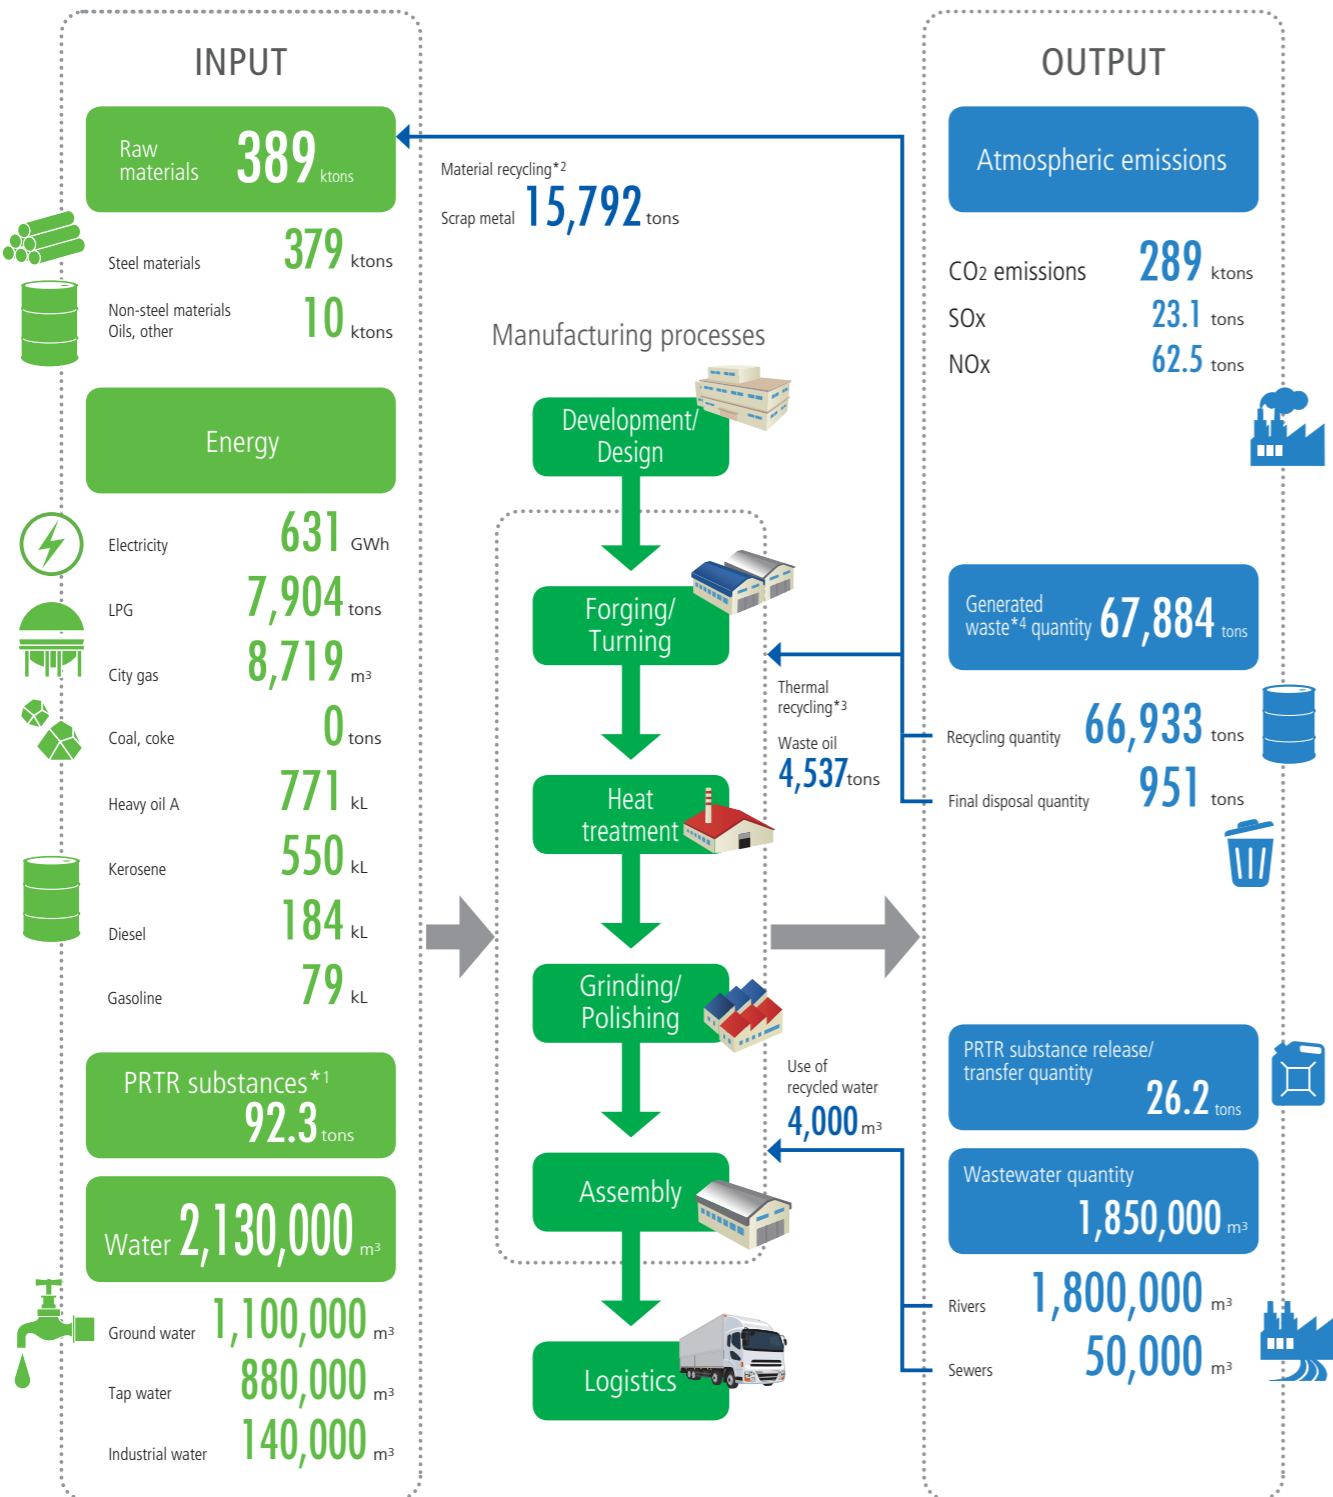 INPUT
Raw
materials 389 ktons
Steel materials 379 ktons
Non-steel materials
Oils, other 10 ktons
Energy
Electricity 631 GWh
LPG 7,904 tons
City gas 8,719 m³
Coal, coke 0 tons
Heavy oil A 771 kL
Kerosene 550 kL
Diesel 184 kL
Gasoline 79 kL
PRTR substances*1
92.3 tons
Water 2,130,000 m³
Ground water 1,100,000 m³
Tap water 880,000 m³
Industrial water 140,000 m³
Material recycling*2
Scrap metal 15,792 tons
Manufacturing processes
Development/
Design
Forging/
Turning
Heat
treatment
Grinding/
Polishing
Assembly
Logistics
Thermal
recycling*3
Waste oil
4,537 tons
Use of
recycled water
4,000 m³
OUTPUT
Atmospheric emissions
CO2 emissions 289 ktons
SOx 23.1 tons
NOx 62.5 tons
Generated
waste*4 quantity 67,884 tons
Recycling quantity 66,933 tons
Final disposal quantity 951 tons
PRTR substance release/
transfer quantity
26.2 tons
Wastewater quantity
1,850,000 m³
Rivers 1,800,000 m³
Sewers 50,000 m³